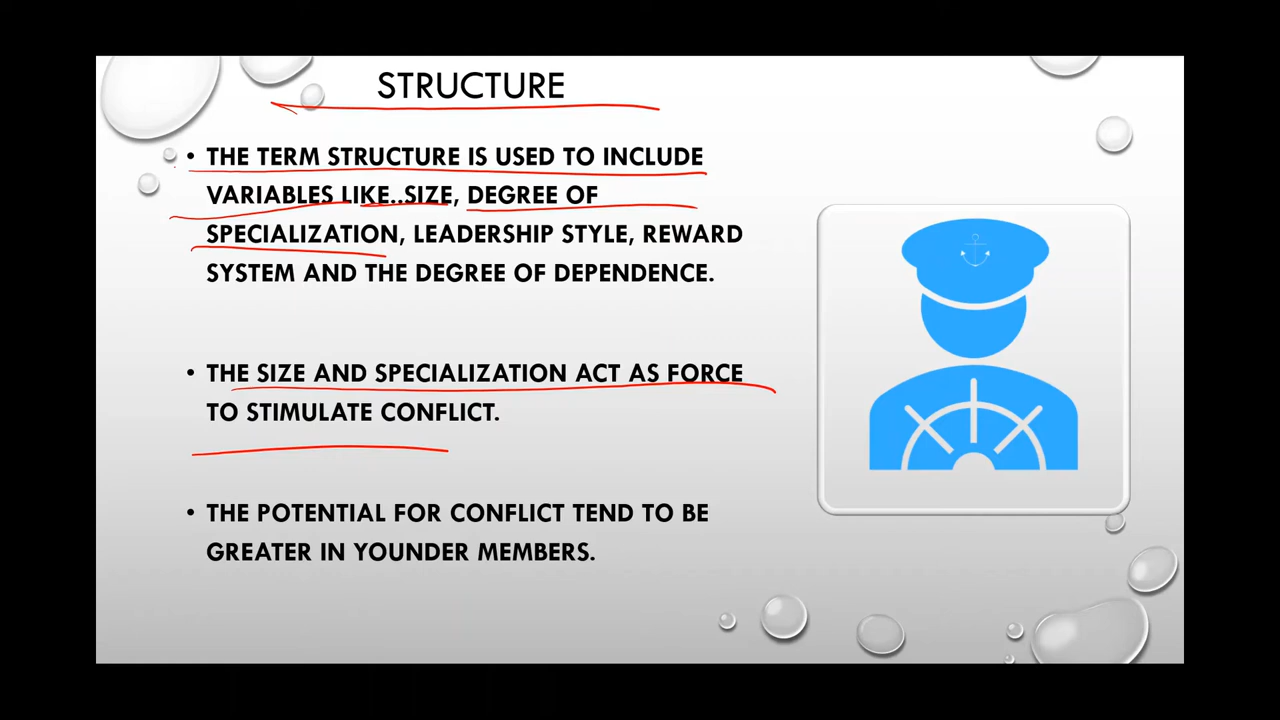 STRUCTURE
• THE TERM STRUCTURE IS USED TO INCLUDE
VARIABLES LIKE..SIZE, DEGREE OF
SPECIALIZATION, LEADERSHIP STYLE, REWARD
SYSTEM AND THE DEGREE OF DEPENDENCE.
• THE SIZE AND SPECIALIZATION ACT AS FORCE
TO STIMULATE CONFLICT.
• THE POTENTIAL FOR CONFLICT TEND TO BE
GREATER IN YOUNDER MEMBERS.